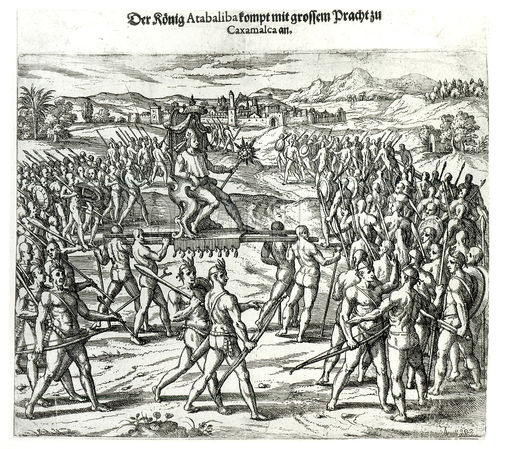 Der König Atabaliba kompt mit grossem Pracht zu
Caxamalca an.